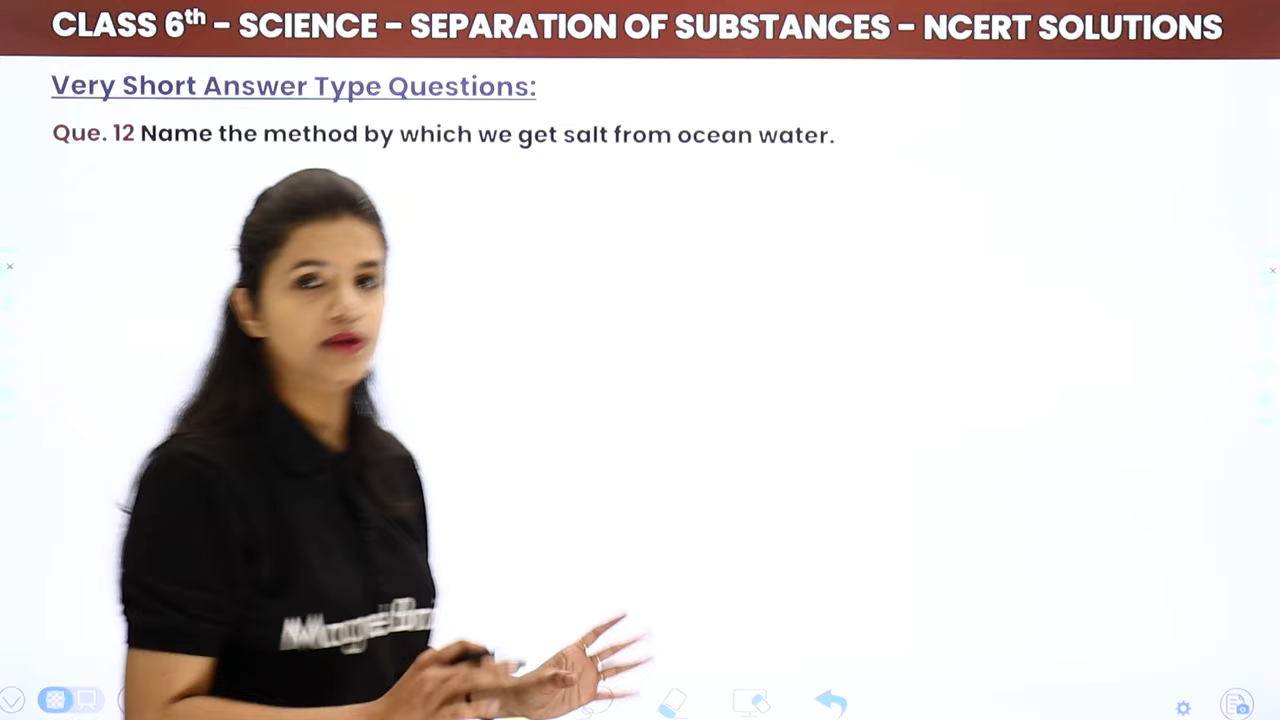 CLASS 6th – SCIENCE – SEPARATION OF SUBSTANCES – NCERT SOLUTIONS
Very Short Answer Type Questions:
Que. 12 Name the method by which we get salt from ocean water.